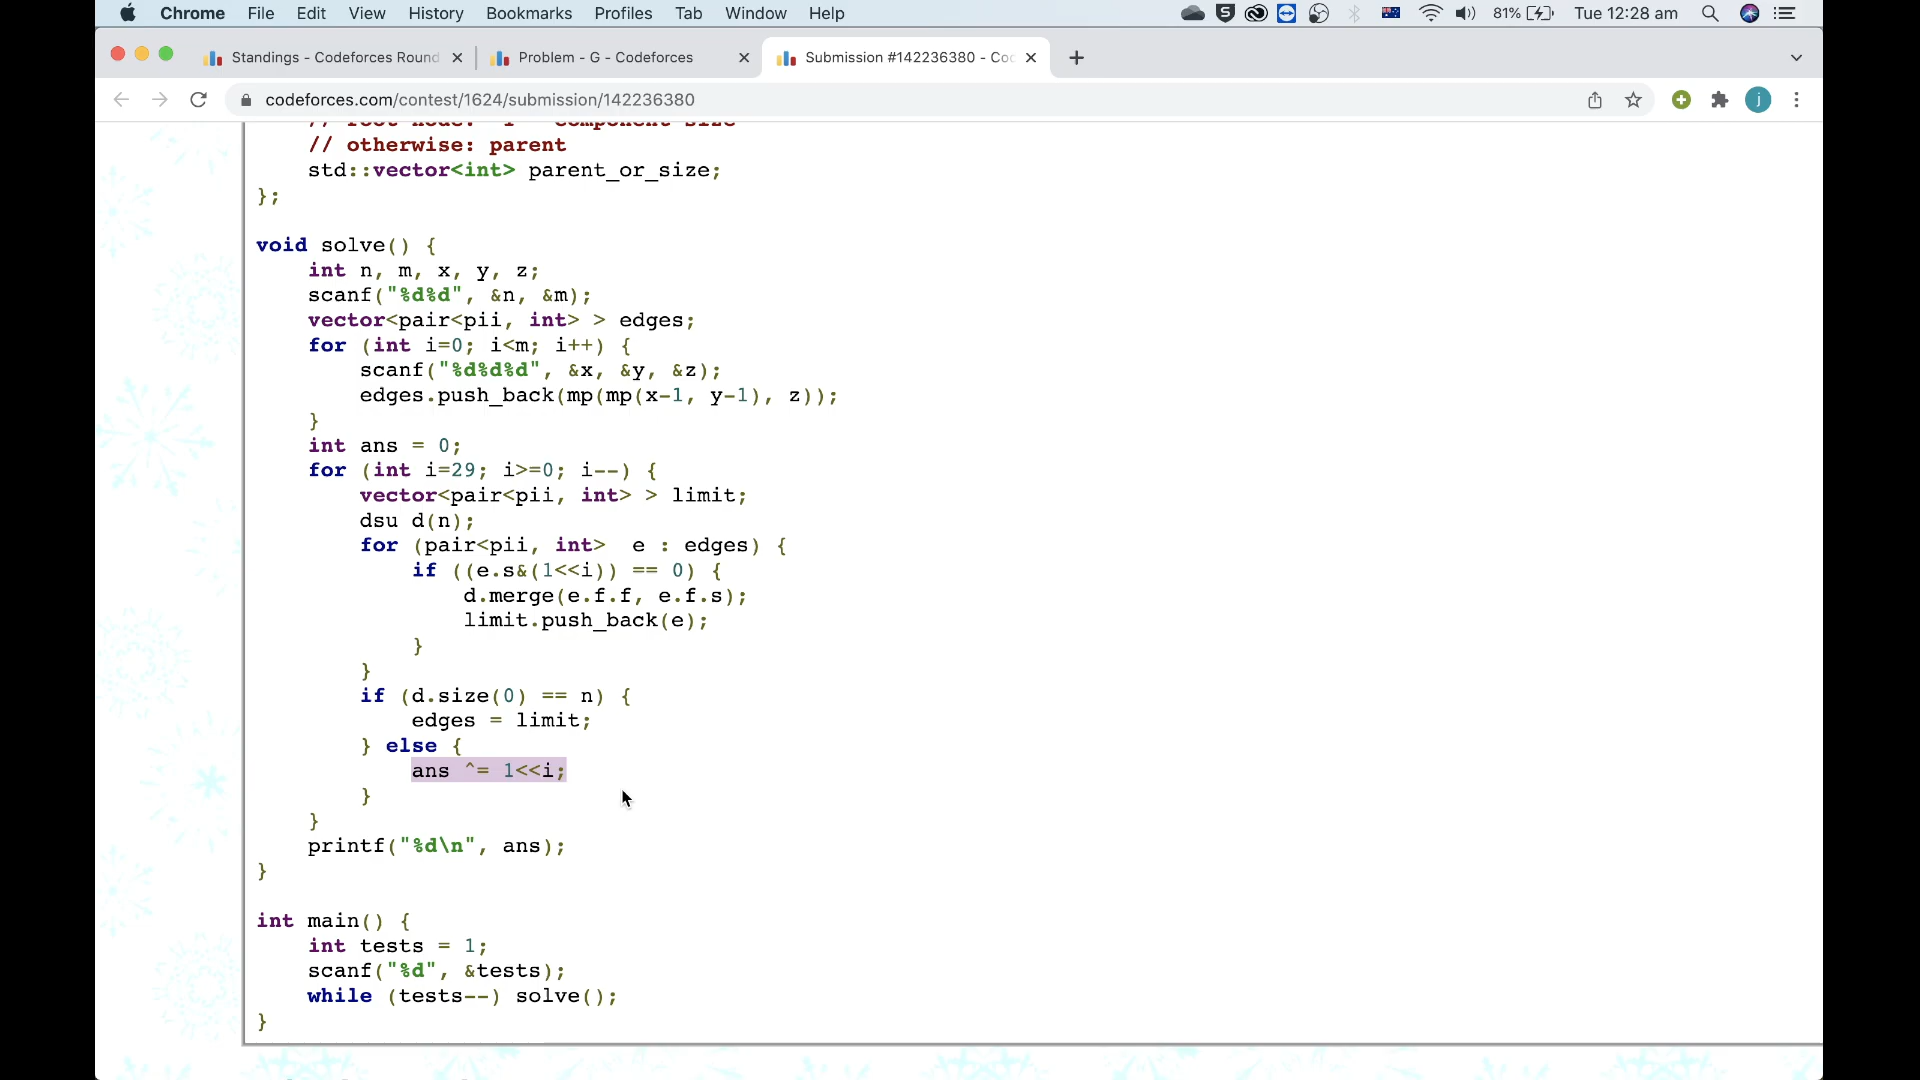 Chrome File Edit View History Bookmarks Profiles Tab Window Help 81% Tue 12:28 am
Standings - Codeforces Round Problem - G - Codeforces Submission #142236380 - Co
codeforces.com/contest/1624/submission/142236380 j
// root node: -1 * component size
// otherwise: parent
std::vector<int> parent_or_size;
};
void solve() {
int n, m, x, y, z;
scanf("%d%d", &n, &m);
vector<pair<pii, int> > edges;
for (int i=0; i<m; i++) {
scanf("%d%d%d", &x, &y, &z);
edges.push_back(mp(mp(x-1, y-1), z));
}
int ans = 0;
for (int i=29; i>=0; i--) {
vector<pair<pii, int> > limit;
dsu d(n);
for (pair<pii, int>  e : edges) {
if ((e.s&(1<<i)) == 0) {
d.merge(e.f.f, e.f.s);
limit.push_back(e);
}
}
if (d.size(0) == n) {
edges = limit;
} else {
ans ^= 1<<i;
}
}
printf("%d\n", ans);
}
int main() {
int tests = 1;
scanf("%d", &tests);
while (tests--) solve();
}